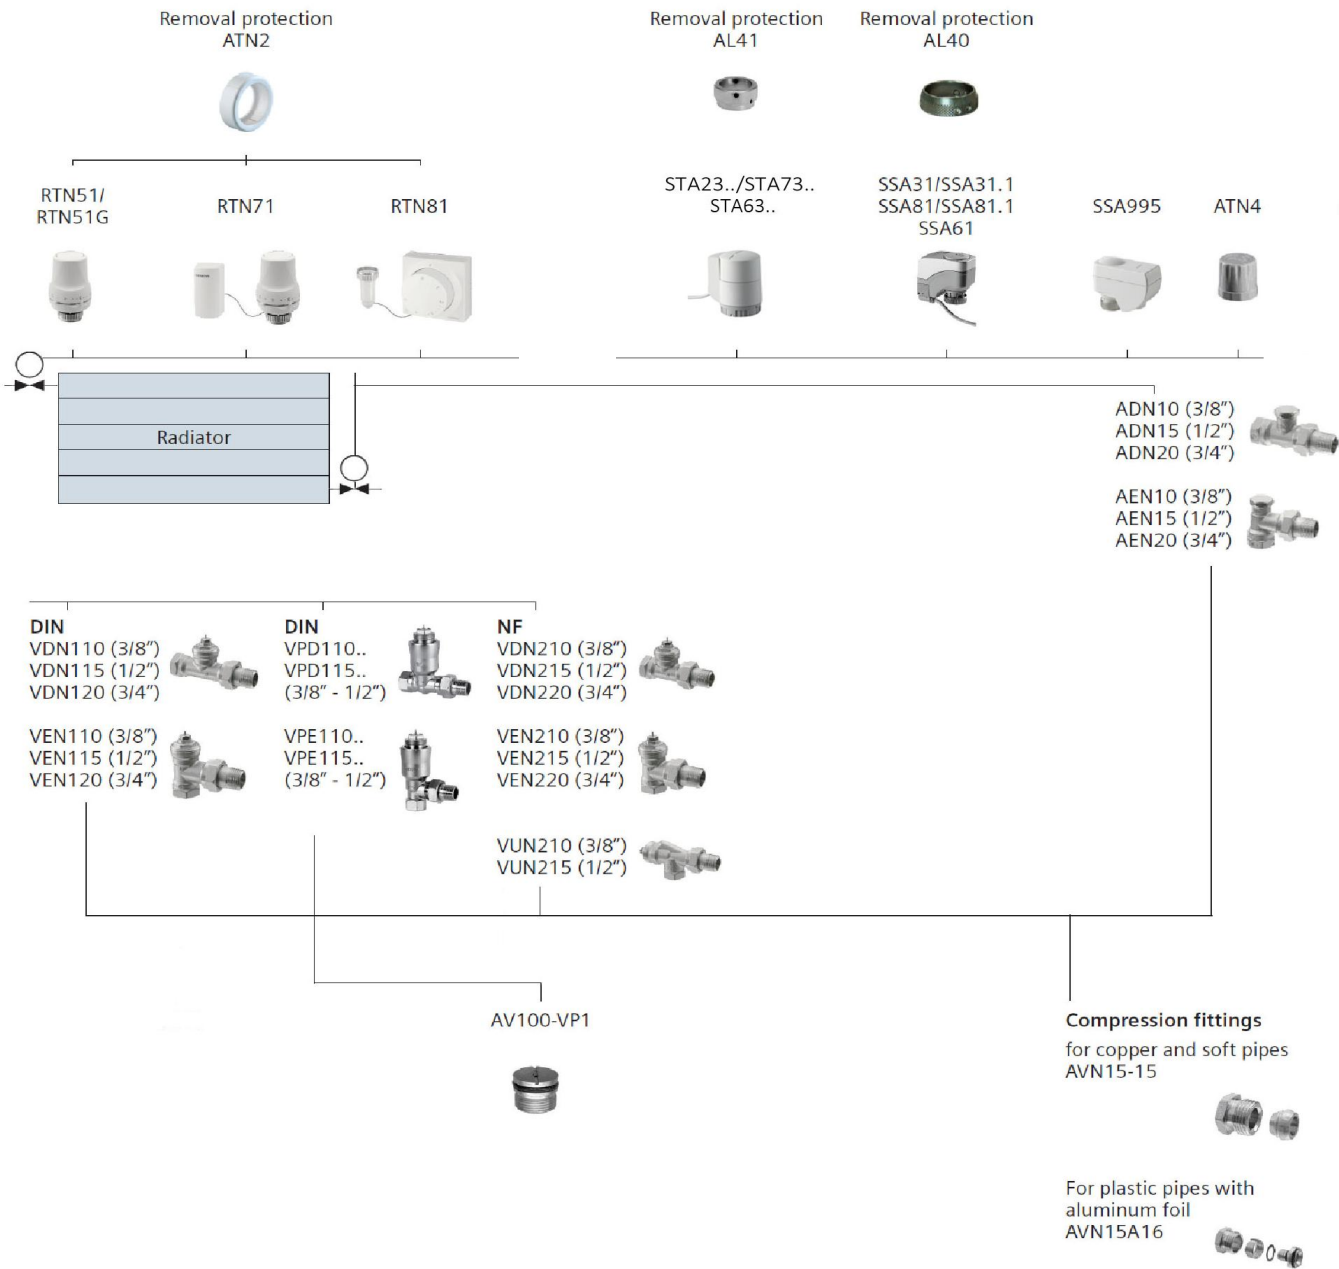 Removal protection
ATN2
Removal protection
AL41
Removal protection
AL40
RTN51/
RTN51G
RTN71
RTN81
STA23../STA73..
STA63..
SSA31/SSA31.1
SSA81/SSA81.1
SSA61
SSA995
ATN4
Radiator
ADN10 (3/8”)
ADN15 (1/2”)
ADN20 (3/4”)
AEN10 (3/8”)
AEN15 (1/2”)
AEN20 (3/4”)
DIN
VDN110 (3/8”)
VDN115 (1/2”)
VDN120 (3/4”)
VEN110 (3/8”)
VEN115 (1/2”)
VEN120 (3/4”)
DIN
VPD110..
VPD115..
(3/8” - 1/2”)
VPE110..
VPE115..
(3/8” - 1/2”)
NF
VDN210 (3/8”)
VDN215 (1/2”)
VDN220 (3/4”)
VEN210 (3/8”)
VEN215 (1/2”)
VEN220 (3/4”)
VUN210 (3/8”)
VUN215 (1/2”)
AV100-VP1
Compression fittings
for copper and soft pipes
AVN15-15
For plastic pipes with
aluminum foil
AVN15A16